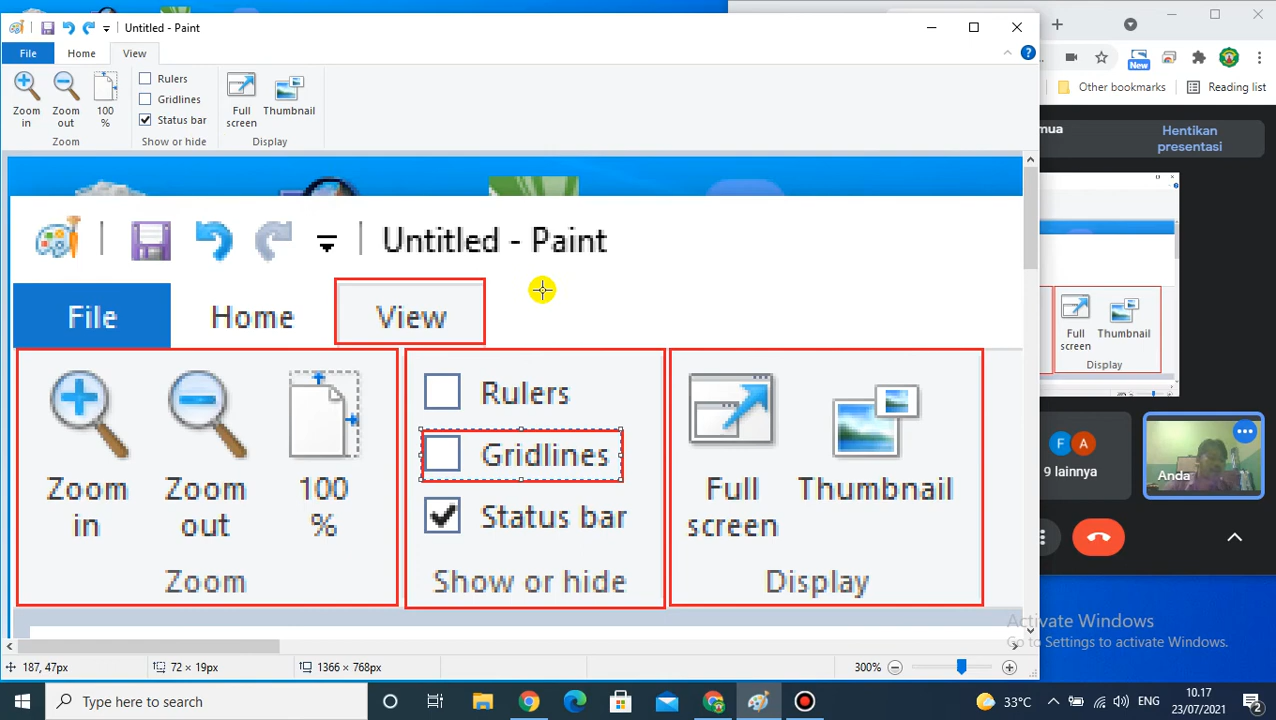 Untitled - Paint
File Home View
Zoom in
Zoom out
100 %
Rulers
Gridlines
Status bar
Full screen
Thumbnail
Zoom
Show or hide
Display
Untitled - Paint
File Home View
Zoom in
Zoom out
100 %
Rulers
Gridlines
Status bar
Full screen
Thumbnail
Zoom
Show or hide
Display
187, 47px
72 × 19px
1366 × 768px
300%
New
Other bookmarks
Reading list
Hentikan presentasi
Full screen
Thumbnail
Display
F A
9 lainnya
Anda
Activate Windows
Go to Settings to activate Windows.
Type here to search
33°C
ENG
10.17
23/07/2021
2